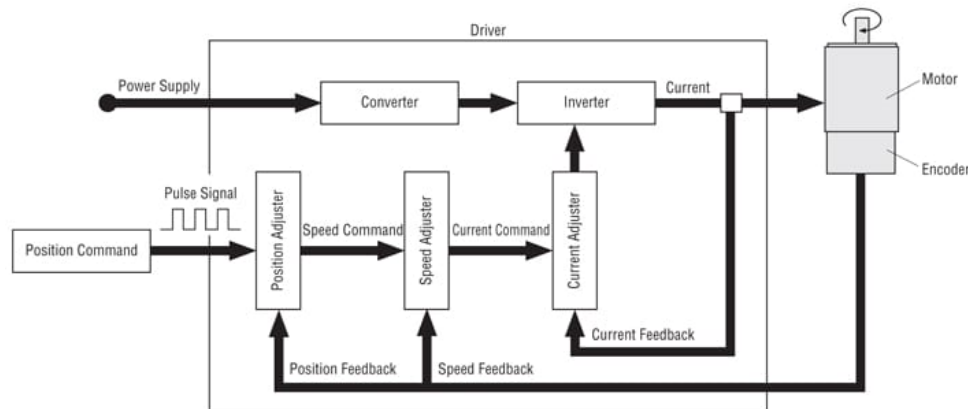 Driver
Power Supply
Converter
Inverter
Current
Motor
Encoder
Pulse Signal
Position Command
Position Adjuster
Speed Command
Speed Adjuster
Current Command
Current Adjuster
Current Feedback
Position Feedback
Speed Feedback